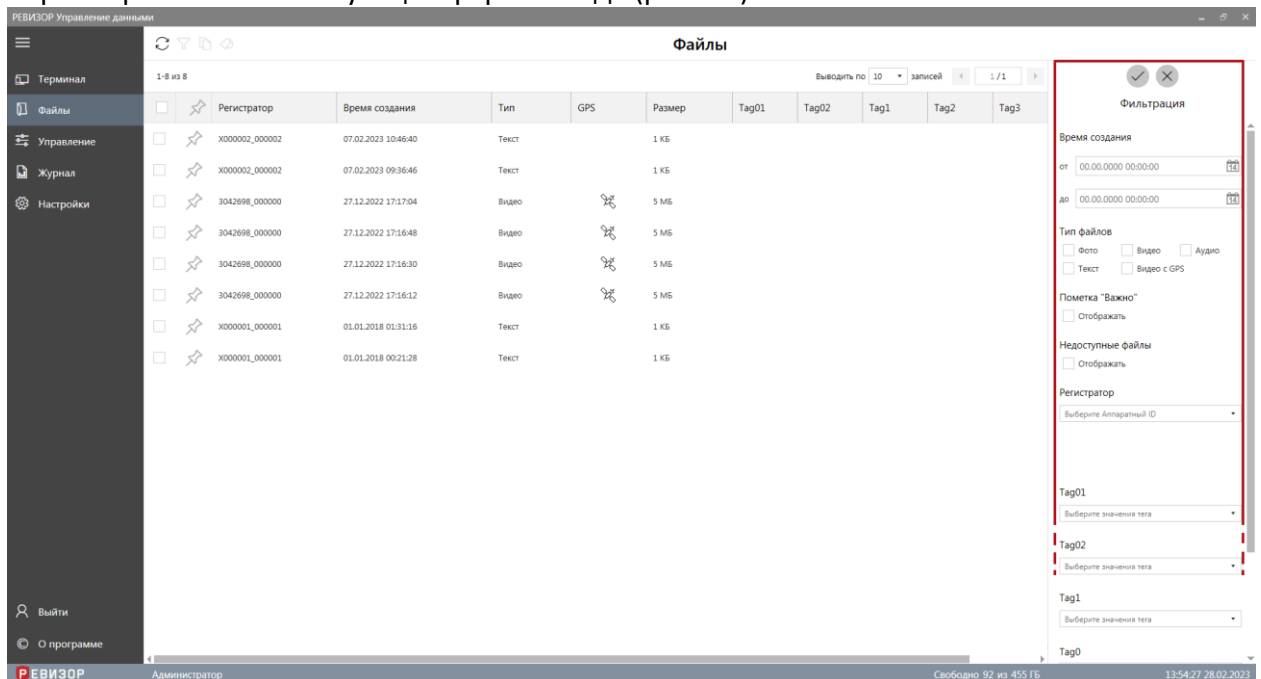 РЕВИЗОР Управление данными
Файлы
Терминал
Файлы
Управление
Журнал
Настройки
Выйти
О программе
1-8 из 8
Выводить по 10 записей 1/1
Регистратор Время создания Тип GPS Размер Tag01 Tag02 Tag1 Tag2 Tag3
X000002_000002 07.02.2023 10:46:40 Текст 1 КБ
X000002_000002 07.02.2023 09:36:46 Текст 1 КБ
3042698_000000 27.12.2022 17:17:04 Видео 5 МБ
3042698_000000 27.12.2022 17:16:48 Видео 5 МБ
3042698_000000 27.12.2022 17:16:30 Видео 5 МБ
3042698_000000 27.12.2022 17:16:12 Видео 5 МБ
X000001_000001 01.01.2018 01:31:16 Текст 1 КБ
X000001_000001 01.01.2018 00:21:28 Текст 1 КБ
Фильтрация
Время создания
от 00.00.0000 00:00:00 14
до 00.00.0000 00:00:00 14
Тип файлов
Фото Видео Аудио
Текст Видео с GPS
Пометка "Важно"
Отображать
Недоступные файлы
Отображать
Регистратор
Выберите Аппаратный ID
Tag01
Выберите значения тега
Tag02
Выберите значения тега
Tag1
Выберите значения тега
Tag0
РЕВИЗОР Администратор Свободно 92 из 455 ГБ 13:54:27 28.02.2023